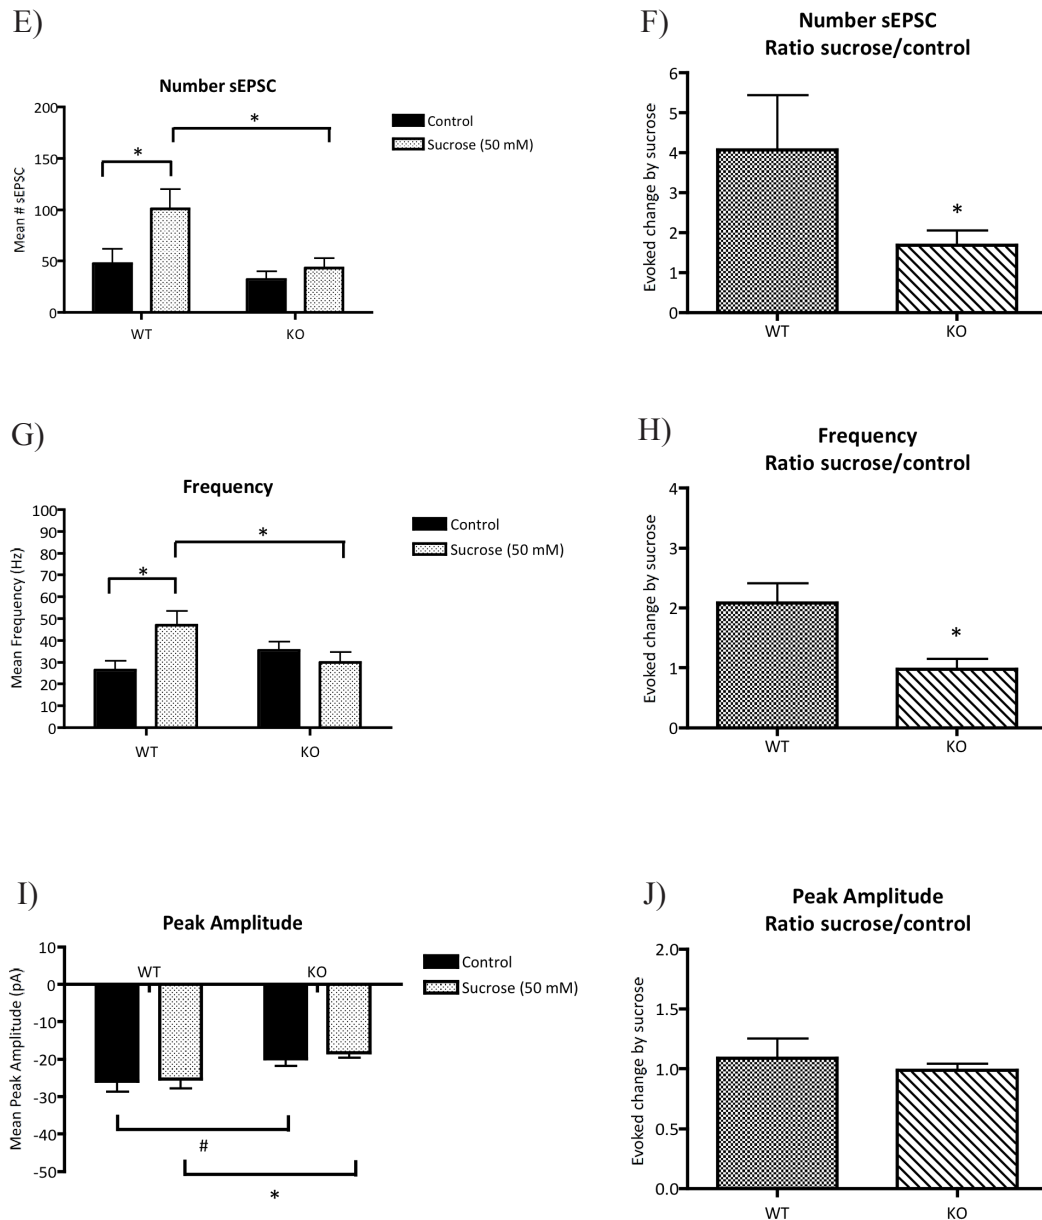 E)
Number sEPSC
200
150
100
50
0
Mean # sEPSC
*
*
WT
KO
Control
Sucrose (50 mM)
F)
Number sEPSC
Ratio sucrose/control
6
5
4
3
2
1
0
Evoked change by sucrose
*
WT
KO
G)
Frequency
100
90
80
70
60
50
40
30
20
10
0
Mean Frequency (Hz)
*
*
WT
KO
Control
Sucrose (50 mM)
H)
Frequency
Ratio sucrose/control
4
3
2
1
0
Evoked change by sucrose
*
WT
KO
I)
Peak Amplitude
10
0
-10
-20
-30
-40
-50
Mean Peak Amplitude (pA)
WT
KO
#
*
Control
Sucrose (50 mM)
J)
Peak Amplitude
Ratio sucrose/control
2.0
1.5
1.0
0.5
0.0
Evoked change by sucrose
WT
KO